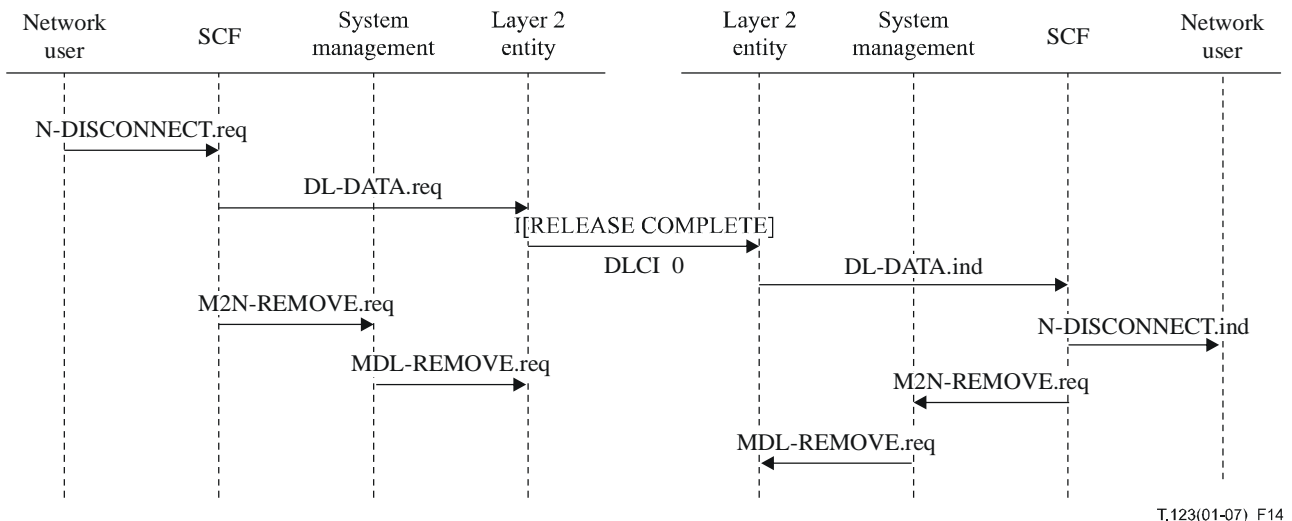 Network
user
SCF
System
management
Layer 2
entity
Layer 2
entity
System
management
SCF
Network
user
N-DISCONNECT.req
DL-DATA.req
I[RELEASE COMPLETE]
DLCI 0
DL-DATA.ind
M2N-REMOVE.req
N-DISCONNECT.ind
MDL-REMOVE.req
M2N-REMOVE.req
MDL-REMOVE.req
T.123(01-07)_F14